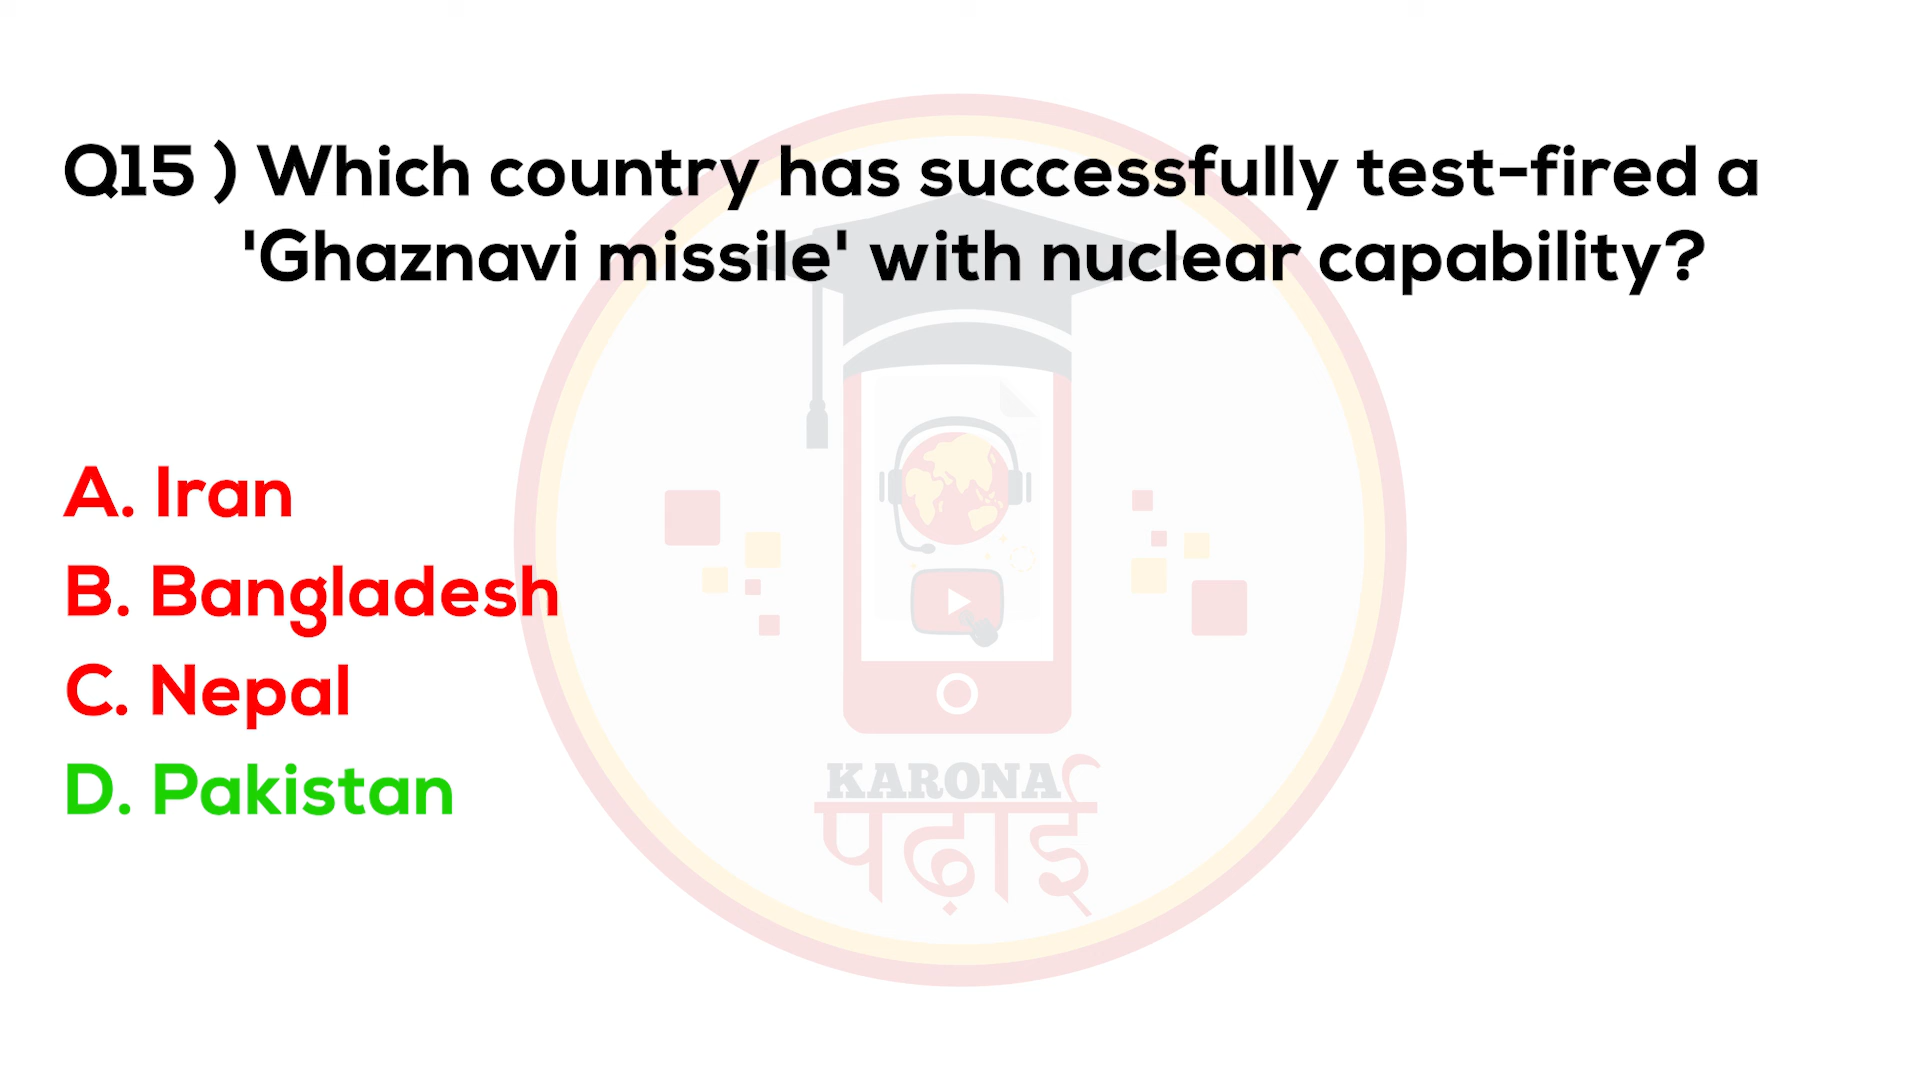 Q15 ) Which country has successfully test-fired a
'Ghaznavi missile' with nuclear capability?
A. Iran
B. Bangladesh
C. Nepal
D. Pakistan
KARONA
पढ़ाई